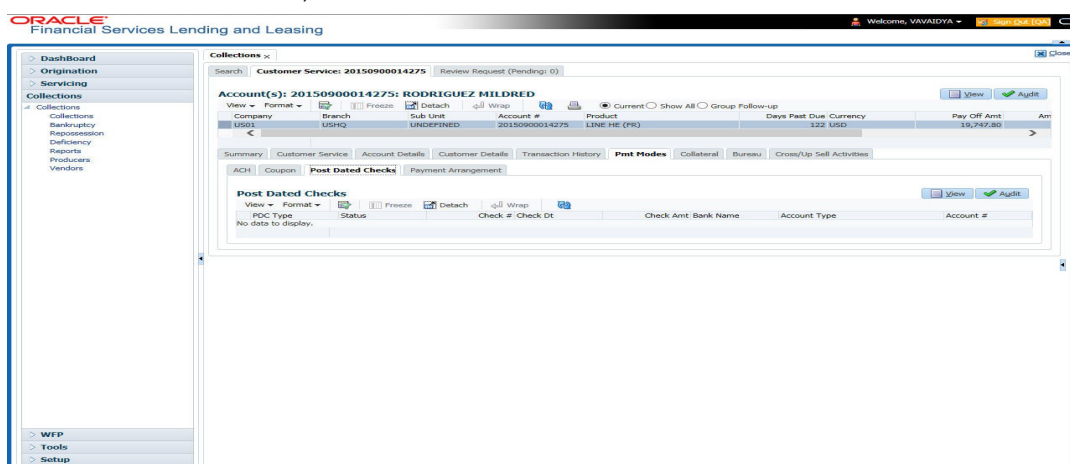 ORACLE
Welcome, VAVAIDYA
Sign Out [QA]
Financial Services Lending and Leasing
DashBoard
Origination
Servicing
Collections
Collections
Collections
Bankruptcy
Repossession
Deficiency
Reports
Producers
Vendors
WFP
Tools
Setup
Collections x
Close
Search Customer Service: 20150900014275 Review Request (Pending: 0)
Account(s): 20150900014275: RODRIGUEZ MILDRED
View Audit
View Format Freeze Detach Wrap Current Show All Group Follow-up
Company Branch Sub Unit Account # Product Days Past Due Currency Pay Off Amt Am
US01 USHQ UNDEFINED 20150900014275 LINE HE (PR) 122 USD 19,747.80
Summary Customer Service Account Details Customer Details Transaction History Pmt Modes Collateral Bureau Cross/Up Sell Activities
ACH Coupon Post Dated Checks Payment Arrangement
Post Dated Checks
View Audit
View Format Freeze Detach Wrap
PDC Type Status Check # Check Dt Check Amt Bank Name Account Type Account #
No data to display.